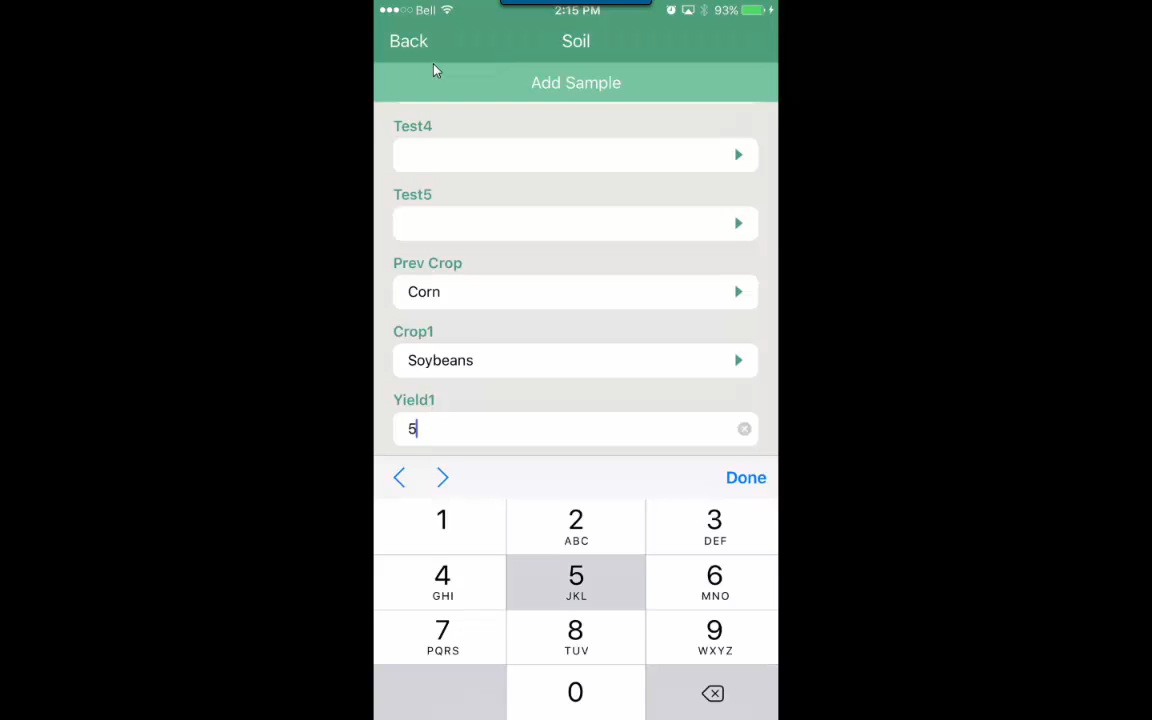 Bell 2:15 PM 93%
Back Soil
Add Sample
Test4
Test5
Prev Crop
Corn
Crop1
Soybeans
Yield1
5
Done
1 2 3
ABC DEF
4 5 6
GHI JKL MNO
7 8 9
PQRS TUV WXYZ
0